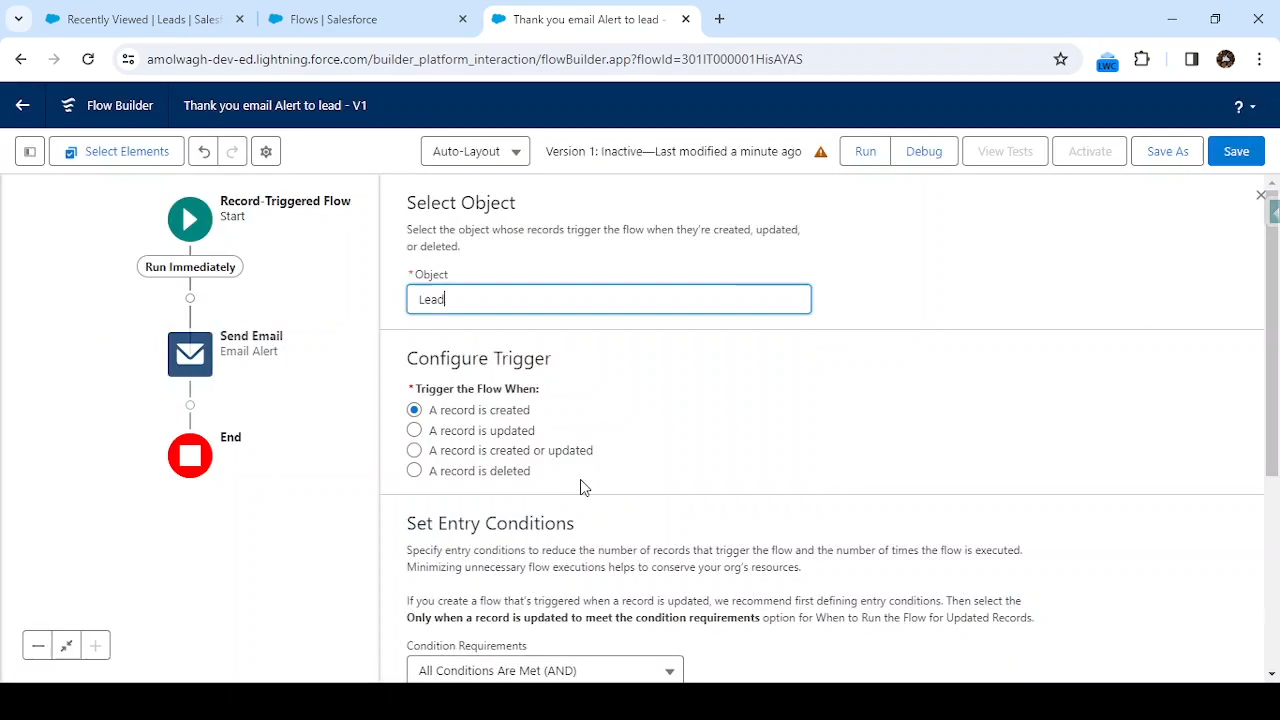 Recently Viewed | Leads | Sales
Flows | Salesforce
Thank you email Alert to lead -
amolwagh-dev-ed.lightning.force.com/builder_platform_interaction/flowBuilder.app?flowId=301IT000001HisAYAS
LWC
Flow Builder
Thank you email Alert to lead - V1
?
Select Elements
Auto-Layout
Version 1: Inactive—Last modified a minute ago
Run
Debug
View Tests
Activate
Save As
Save
Record-Triggered Flow
Start
Run Immediately
Send Email
Email Alert
End
Select Object
Select the object whose records trigger the flow when they're created, updated,
or deleted.
*Object
Lead
Configure Trigger
*Trigger the Flow When:
A record is created
A record is updated
A record is created or updated
A record is deleted
Set Entry Conditions
Specify entry conditions to reduce the number of records that trigger the flow and the number of times the flow is executed.
Minimizing unnecessary flow executions helps to conserve your org's resources.
If you create a flow that's triggered when a record is updated, we recommend first defining entry conditions. Then select the
Only when a record is updated to meet the condition requirements option for When to Run the Flow for Updated Records.
Condition Requirements
All Conditions Are Met (AND)